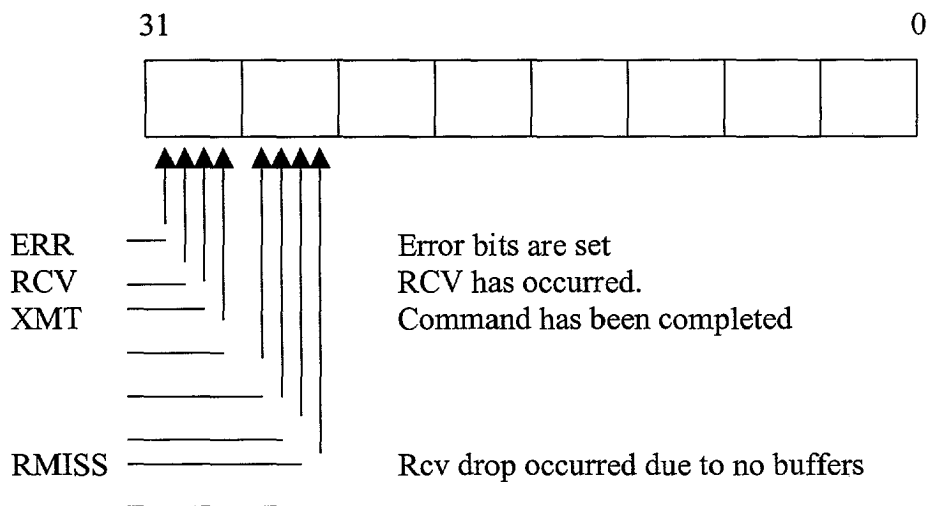 31 0
ERR Error bits are set
RCV RCV has occurred.
XMT Command has been completed
RMISS Rcv drop occurred due to no buffers